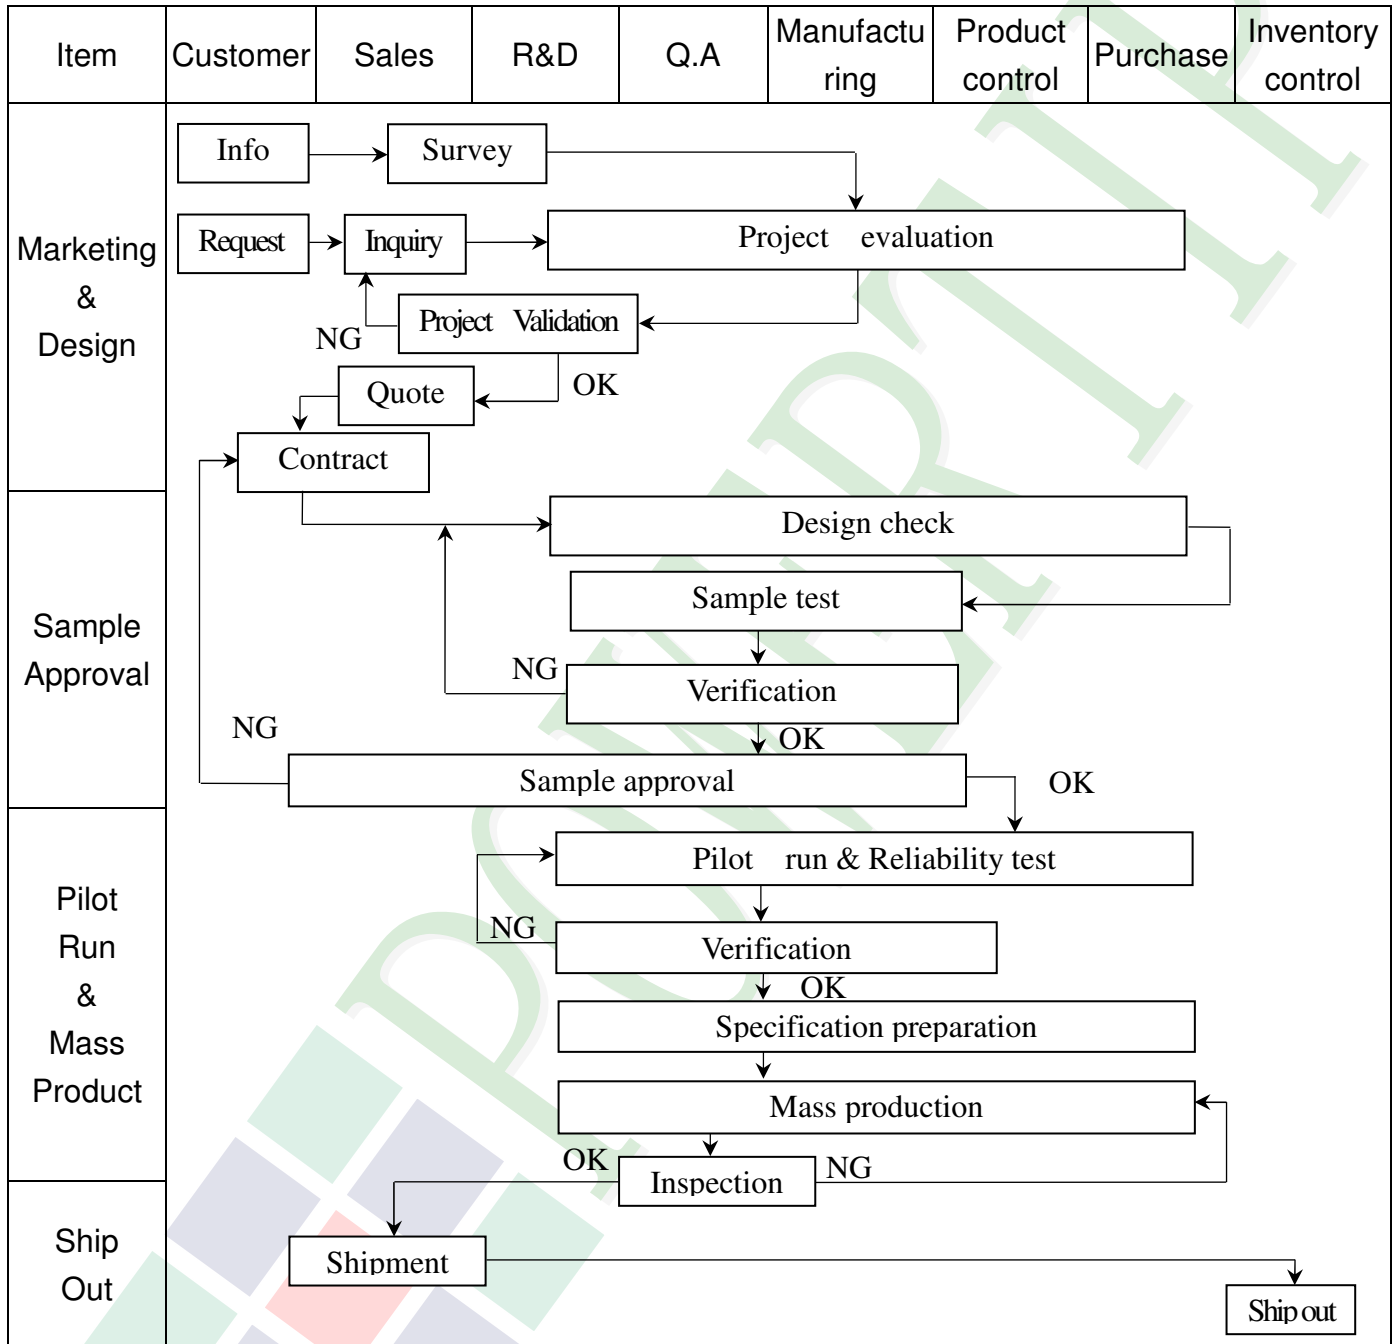 Item Customer Sales R&D Q.A Manufactu Product Purchase Inventory
ring control control
Info Survey
Request Inquiry Project evaluation
Marketing
&
Design
NG Project Validation
Quote OK
Contract
Design check
Sample test
Sample
Approval
NG Verification
NG OK
Sample approval OK
Pilot run & Reliability test
Pilot
Run
&
Mass
Product
NG Verification
OK
Specification preparation
Mass production
OK Inspection NG
Ship
Out
Shipment
Ship out
POWERTIP